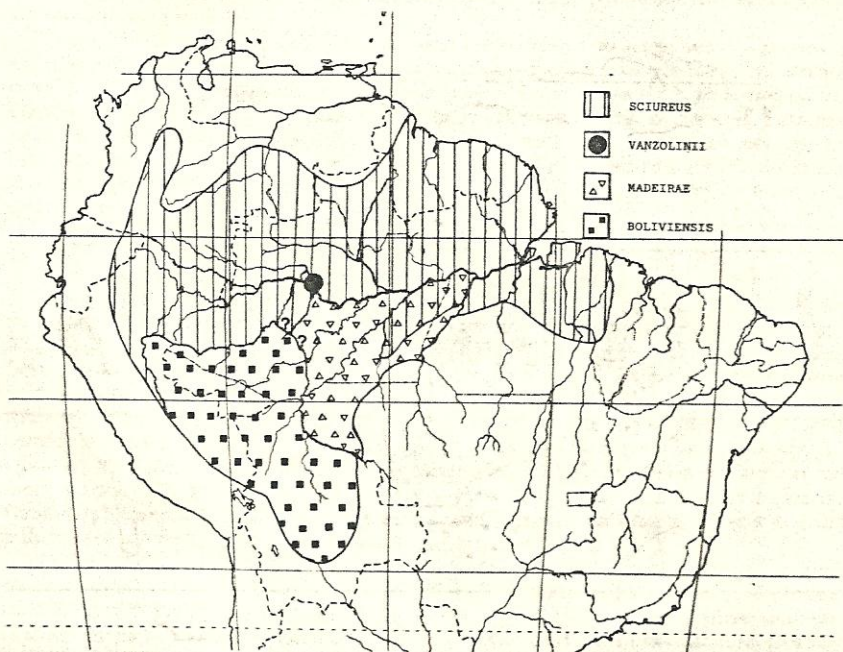 SCIUREUS
VANZOLINII
MADEIRAE
BOLIVIENSIS
?
?